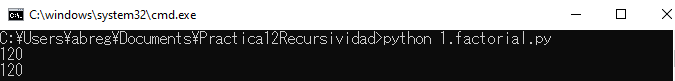 C:\windows\system32\cmd.exe
C:¥Users¥abreg¥Documents¥Practica12Recursividad>python 1.factorial.py
120
120